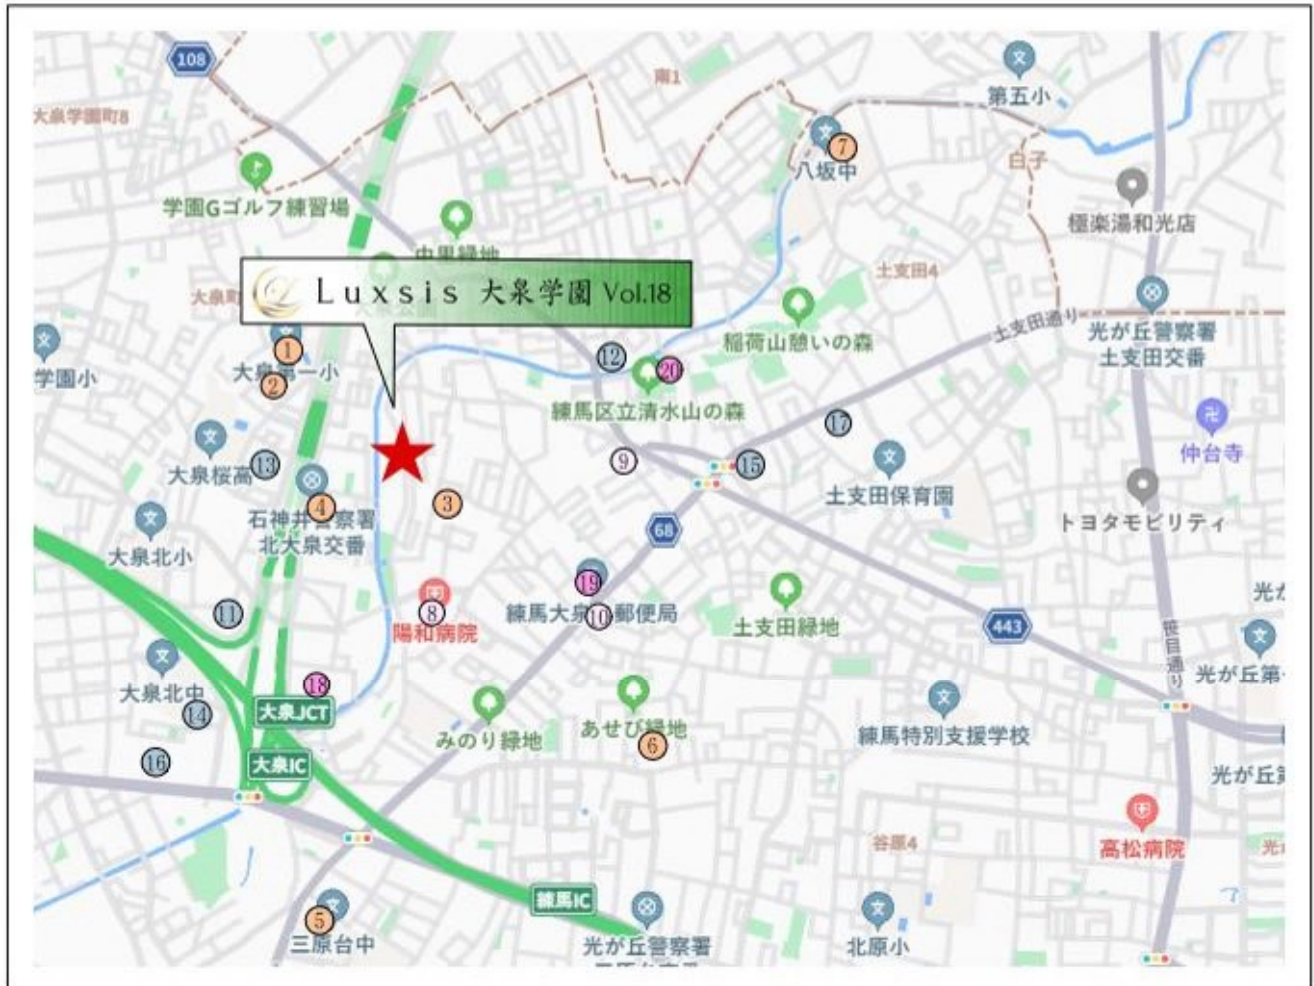 108
南1
第五小
大泉学園町8
7
八坂中
白子
学園Gゴルフ練習場
極楽湯和光店
中里緑地
土支田4
Luxsis 大泉学園 Vol.18
土支田通り
光が丘警察署
土支田交番
稲荷山憩いの森
1
12
20
学園小
大泉第一小
2
練馬区立清水山の森
17
仲台寺
大泉桜高
13
9
15
土支田保育園
3
4
石神井警察署
北大泉交番
トヨタモビリティ
68
大泉北小
19
11
8
練馬大泉
10
郵便局
土支田緑地
443
陽和病院
笹目通り
大泉北中
18
14
大泉JCT
みのり緑地
あせび緑地
6
練馬特別支援学校
16
大泉IC
高松病院
谷原4
練馬IC
5
三原台中
光が丘警察署
北原小